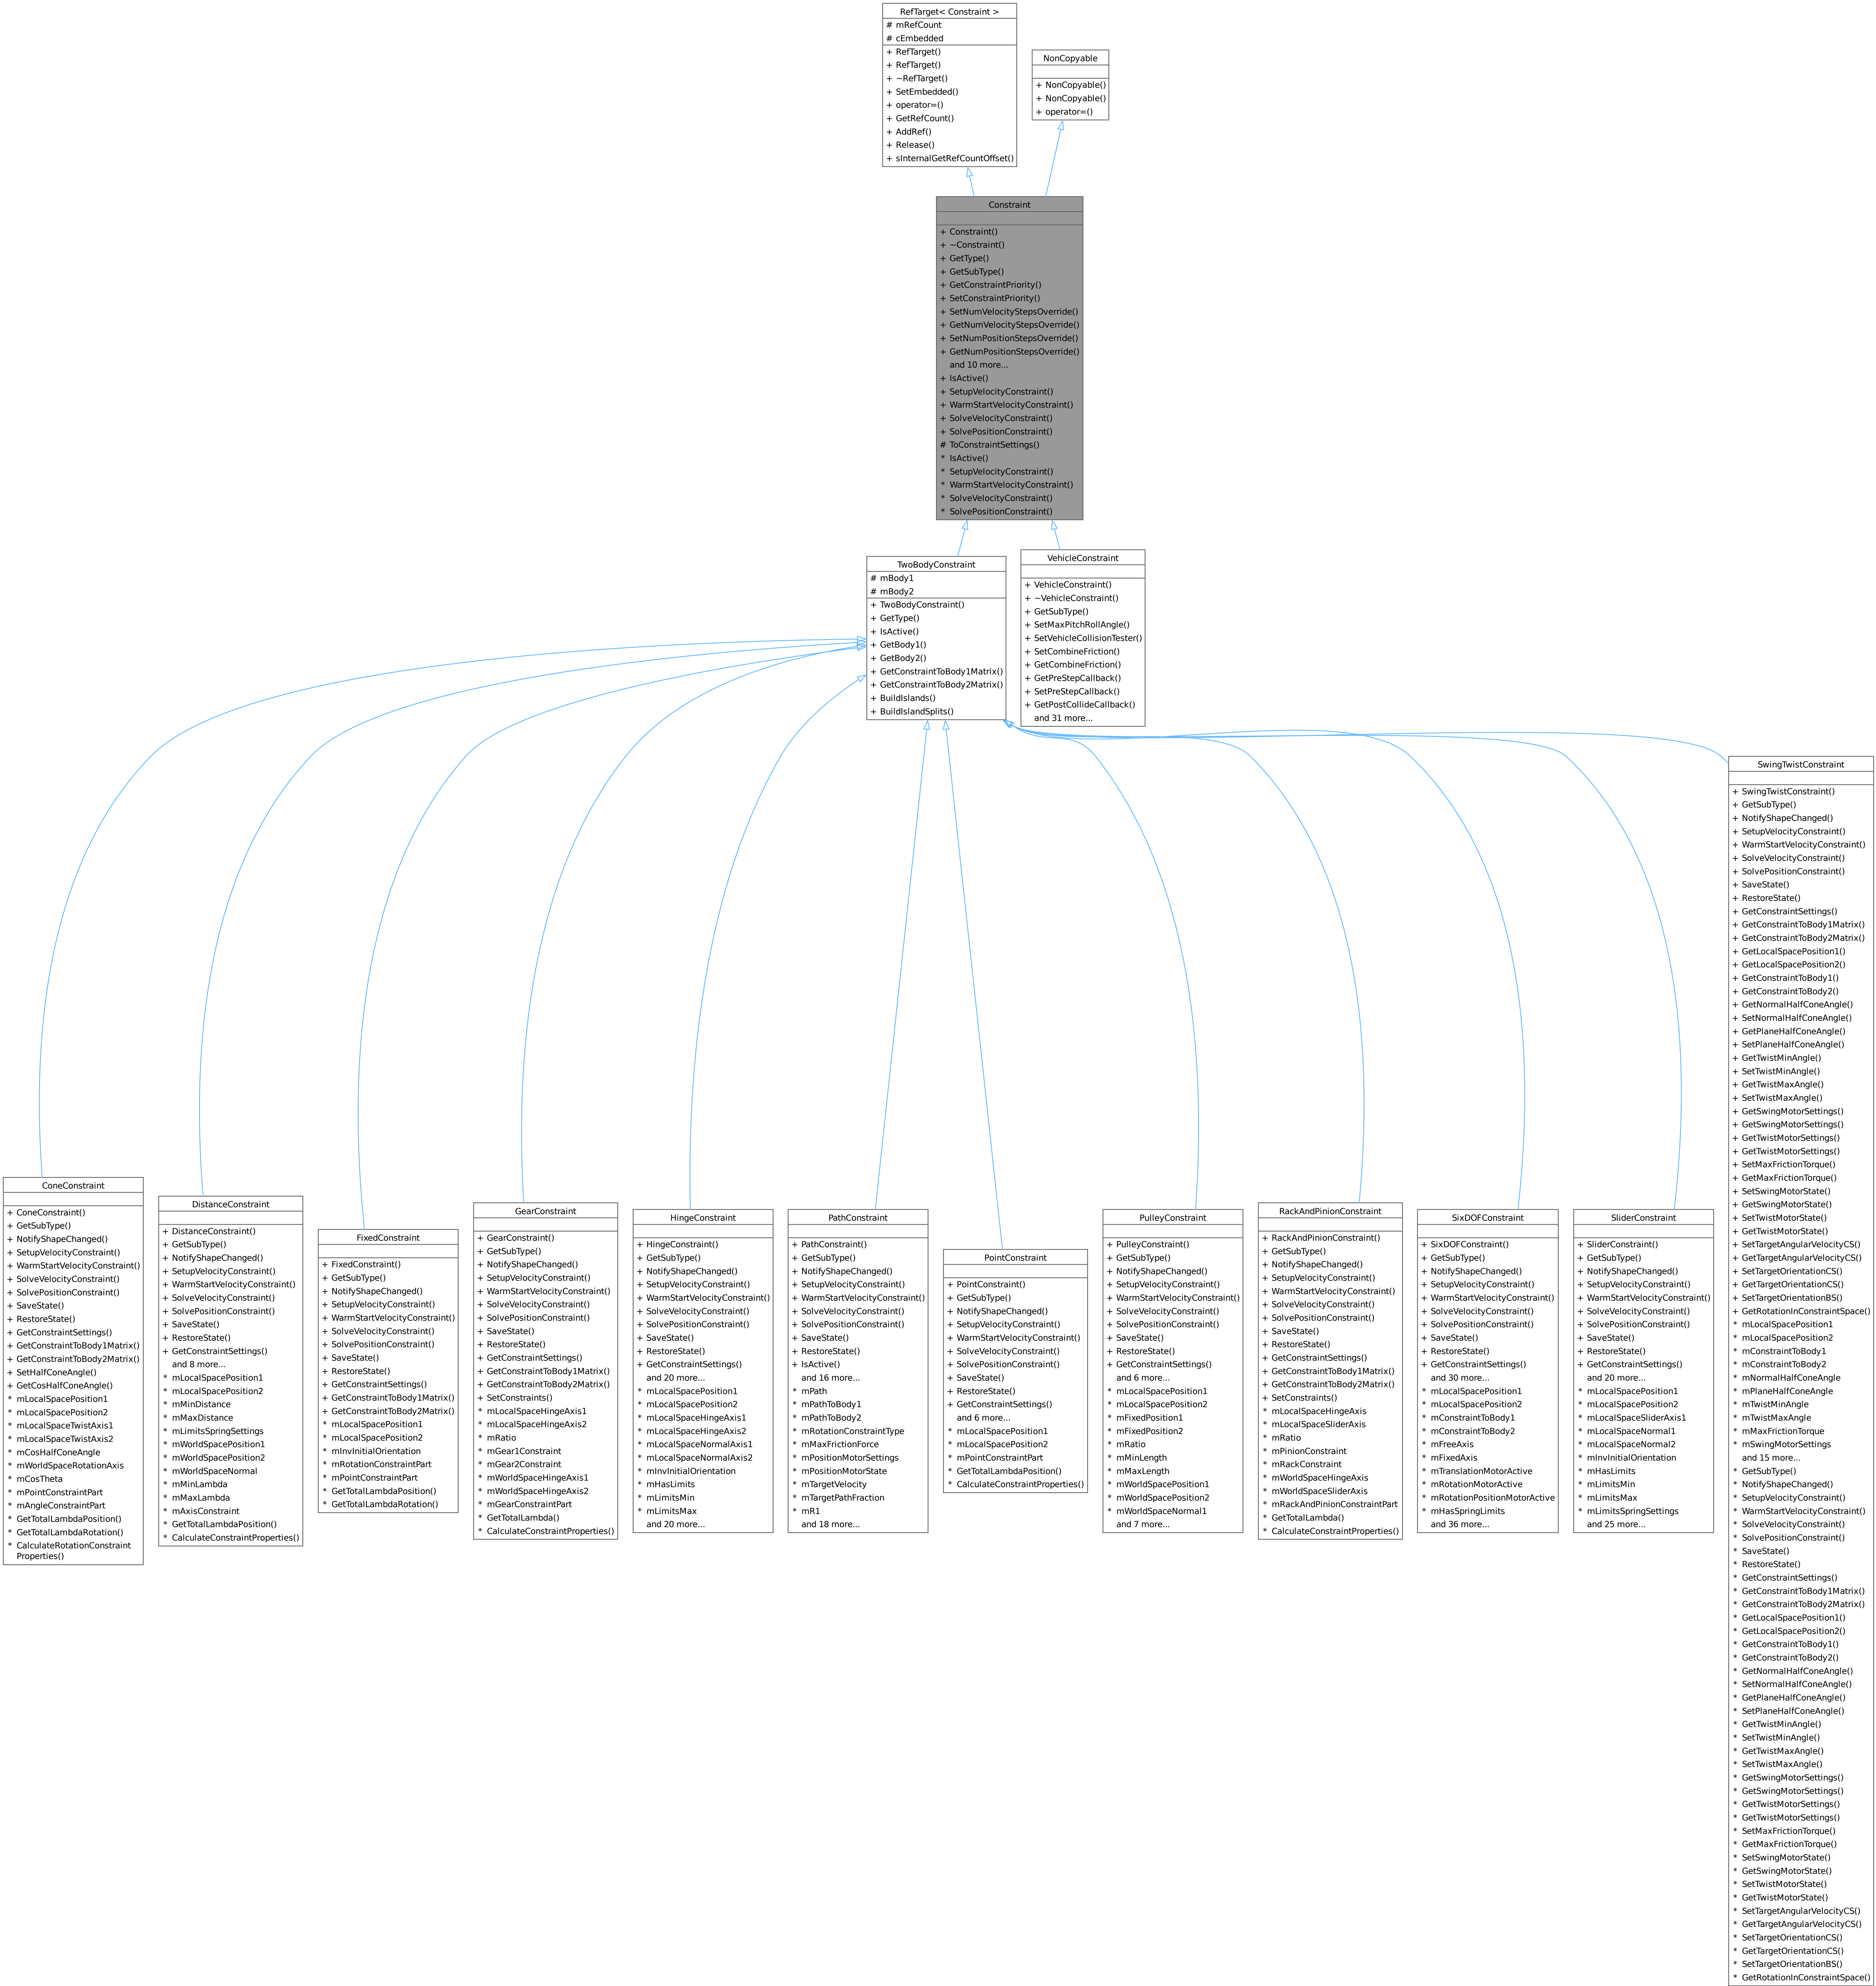 RefTarget< Constraint >
# mRefCount
# cEmbedded
+ RefTarget()
+ RefTarget()
+ ~RefTarget()
+ SetEmbedded()
+ operator=()
+ GetRefCount()
+ AddRef()
+ Release()
+ sInternalGetRefCountOffset()
NonCopyable
+ NonCopyable()
+ NonCopyable()
+ operator=()
Constraint
+ Constraint()
+ ~Constraint()
+ GetType()
+ GetSubType()
+ GetConstraintPriority()
+ SetConstraintPriority()
+ SetNumVelocityStepsOverride()
+ GetNumVelocityStepsOverride()
+ SetNumPositionStepsOverride()
+ GetNumPositionStepsOverride()
and 10 more...
+ IsActive()
+ SetupVelocityConstraint()
+ WarmStartVelocityConstraint()
+ SolveVelocityConstraint()
+ SolvePositionConstraint()
# ToConstraintSettings()
* IsActive()
* SetupVelocityConstraint()
* WarmStartVelocityConstraint()
* SolveVelocityConstraint()
* SolvePositionConstraint()
TwoBodyConstraint
# mBody1
# mBody2
+ TwoBodyConstraint()
+ GetType()
+ IsActive()
+ GetBody1()
+ GetBody2()
+ GetConstraintToBody1Matrix()
+ GetConstraintToBody2Matrix()
+ BuildIslands()
+ BuildIslandSplits()
VehicleConstraint
+ VehicleConstraint()
+ ~VehicleConstraint()
+ GetSubType()
+ SetMaxPitchRollAngle()
+ SetVehicleCollisionTester()
+ SetCombineFriction()
+ GetCombineFriction()
+ GetPreStepCallback()
+ SetPreStepCallback()
+ GetPostCollideCallback()
and 31 more...
ConeConstraint
+ ConeConstraint()
+ GetSubType()
+ NotifyShapeChanged()
+ SetupVelocityConstraint()
+ WarmStartVelocityConstraint()
+ SolveVelocityConstraint()
+ SolvePositionConstraint()
+ SaveState()
+ RestoreState()
+ GetConstraintSettings()
+ GetConstraintToBody1Matrix()
+ GetConstraintToBody2Matrix()
+ SetHalfConeAngle()
+ GetCosHalfConeAngle()
* mLocalSpacePosition1
* mLocalSpacePosition2
* mLocalSpaceTwistAxis1
* mLocalSpaceTwistAxis2
* mCosHalfConeAngle
* mWorldSpaceRotationAxis
* mCosTheta
* mPointConstraintPart
* mAngleConstraintPart
* GetTotalLambdaPosition()
* GetTotalLambdaRotation()
* CalculateRotationConstraint
Properties()
DistanceConstraint
+ DistanceConstraint()
+ GetSubType()
+ NotifyShapeChanged()
+ SetupVelocityConstraint()
+ WarmStartVelocityConstraint()
+ SolveVelocityConstraint()
+ SolvePositionConstraint()
+ SaveState()
+ RestoreState()
+ GetConstraintSettings()
and 8 more...
* mLocalSpacePosition1
* mLocalSpacePosition2
* mMinDistance
* mMaxDistance
* mLimitsSpringSettings
* mWorldSpacePosition1
* mWorldSpacePosition2
* mWorldSpaceNormal
* mMinLambda
* mMaxLambda
* mAxisConstraint
* GetTotalLambdaPosition()
* CalculateConstraintProperties()
FixedConstraint
+ FixedConstraint()
+ GetSubType()
+ NotifyShapeChanged()
+ SetupVelocityConstraint()
+ WarmStartVelocityConstraint()
+ SolveVelocityConstraint()
+ SolvePositionConstraint()
+ SaveState()
+ RestoreState()
+ GetConstraintSettings()
+ GetConstraintToBody1Matrix()
+ GetConstraintToBody2Matrix()
* mLocalSpacePosition1
* mLocalSpacePosition2
* mInvInitialOrientation
* mRotationConstraintPart
* mPointConstraintPart
* GetTotalLambdaPosition()
* GetTotalLambdaRotation()
GearConstraint
+ GearConstraint()
+ GetSubType()
+ NotifyShapeChanged()
+ SetupVelocityConstraint()
+ WarmStartVelocityConstraint()
+ SolveVelocityConstraint()
+ SolvePositionConstraint()
+ SaveState()
+ RestoreState()
+ GetConstraintSettings()
+ GetConstraintToBody1Matrix()
+ GetConstraintToBody2Matrix()
+ SetConstraints()
* mLocalSpaceHingeAxis1
* mLocalSpaceHingeAxis2
* mRatio
* mGear1Constraint
* mGear2Constraint
* mWorldSpaceHingeAxis1
* mWorldSpaceHingeAxis2
* mGearConstraintPart
* GetTotalLambda()
* CalculateConstraintProperties()
HingeConstraint
+ HingeConstraint()
+ GetSubType()
+ NotifyShapeChanged()
+ SetupVelocityConstraint()
+ WarmStartVelocityConstraint()
+ SolveVelocityConstraint()
+ SolvePositionConstraint()
+ SaveState()
+ RestoreState()
+ GetConstraintSettings()
and 20 more...
* mLocalSpacePosition1
* mLocalSpacePosition2
* mLocalSpaceHingeAxis1
* mLocalSpaceHingeAxis2
* mLocalSpaceNormalAxis1
* mLocalSpaceNormalAxis2
* mInvInitialOrientation
* mHasLimits
* mLimitsMin
* mLimitsMax
and 20 more...
PathConstraint
+ PathConstraint()
+ GetSubType()
+ NotifyShapeChanged()
+ SetupVelocityConstraint()
+ WarmStartVelocityConstraint()
+ SolveVelocityConstraint()
+ SolvePositionConstraint()
+ SaveState()
+ RestoreState()
+ IsActive()
and 16 more...
* mPath
* mPathToBody1
* mPathToBody2
* mRotationConstraintType
* mMaxFrictionForce
* mPositionMotorSettings
* mPositionMotorState
* mTargetVelocity
* mTargetPathFraction
* mR1
and 18 more...
PointConstraint
+ PointConstraint()
+ GetSubType()
+ NotifyShapeChanged()
+ SetupVelocityConstraint()
+ WarmStartVelocityConstraint()
+ SolveVelocityConstraint()
+ SolvePositionConstraint()
+ SaveState()
+ RestoreState()
+ GetConstraintSettings()
and 6 more...
* mLocalSpacePosition1
* mLocalSpacePosition2
* mPointConstraintPart
* GetTotalLambdaPosition()
* CalculateConstraintProperties()
PulleyConstraint
+ PulleyConstraint()
+ GetSubType()
+ NotifyShapeChanged()
+ SetupVelocityConstraint()
+ WarmStartVelocityConstraint()
+ SolveVelocityConstraint()
+ SolvePositionConstraint()
+ SaveState()
+ RestoreState()
+ GetConstraintSettings()
and 6 more...
* mLocalSpacePosition1
* mLocalSpacePosition2
* mFixedPosition1
* mFixedPosition2
* mRatio
* mMinLength
* mMaxLength
* mWorldSpacePosition1
* mWorldSpacePosition2
* mWorldSpaceNormal1
and 7 more...
RackAndPinionConstraint
+ RackAndPinionConstraint()
+ GetSubType()
+ NotifyShapeChanged()
+ SetupVelocityConstraint()
+ WarmStartVelocityConstraint()
+ SolveVelocityConstraint()
+ SolvePositionConstraint()
+ SaveState()
+ RestoreState()
+ GetConstraintSettings()
+ GetConstraintToBody1Matrix()
+ GetConstraintToBody2Matrix()
+ SetConstraints()
* mLocalSpaceHingeAxis
* mLocalSpaceSliderAxis
* mRatio
* mPinionConstraint
* mRackConstraint
* mWorldSpaceHingeAxis
* mWorldSpaceSliderAxis
* mRackAndPinionConstraintPart
* GetTotalLambda()
* CalculateConstraintProperties()
SixDOFConstraint
+ SixDOFConstraint()
+ GetSubType()
+ NotifyShapeChanged()
+ SetupVelocityConstraint()
+ WarmStartVelocityConstraint()
+ SolveVelocityConstraint()
+ SolvePositionConstraint()
+ SaveState()
+ RestoreState()
+ GetConstraintSettings()
and 30 more...
* mLocalSpacePosition1
* mLocalSpacePosition2
* mConstraintToBody1
* mConstraintToBody2
* mFreeAxis
* mFixedAxis
* mTranslationMotorActive
* mRotationMotorActive
* mRotationPositionMotorActive
* mHasSpringLimits
and 36 more...
SliderConstraint
+ SliderConstraint()
+ GetSubType()
+ NotifyShapeChanged()
+ SetupVelocityConstraint()
+ WarmStartVelocityConstraint()
+ SolveVelocityConstraint()
+ SolvePositionConstraint()
+ SaveState()
+ RestoreState()
+ GetConstraintSettings()
and 20 more...
* mLocalSpacePosition1
* mLocalSpacePosition2
* mLocalSpaceSliderAxis1
* mLocalSpaceNormal1
* mLocalSpaceNormal2
* mInvInitialOrientation
* mHasLimits
* mLimitsMin
* mLimitsMax
* mLimitsSpringSettings
and 25 more...
SwingTwistConstraint
+ SwingTwistConstraint()
+ GetSubType()
+ NotifyShapeChanged()
+ SetupVelocityConstraint()
+ WarmStartVelocityConstraint()
+ SolveVelocityConstraint()
+ SolvePositionConstraint()
+ SaveState()
+ RestoreState()
+ GetConstraintSettings()
+ GetConstraintToBody1Matrix()
+ GetConstraintToBody2Matrix()
+ GetLocalSpacePosition1()
+ GetLocalSpacePosition2()
+ GetConstraintToBody1()
+ GetConstraintToBody2()
+ GetNormalHalfConeAngle()
+ SetNormalHalfConeAngle()
+ GetPlaneHalfConeAngle()
+ SetPlaneHalfConeAngle()
+ GetTwistMinAngle()
+ SetTwistMinAngle()
+ GetTwistMaxAngle()
+ SetTwistMaxAngle()
+ GetSwingMotorSettings()
+ GetSwingMotorSettings()
+ GetTwistMotorSettings()
+ GetTwistMotorSettings()
+ SetMaxFrictionTorque()
+ GetMaxFrictionTorque()
+ SetSwingMotorState()
+ GetSwingMotorState()
+ SetTwistMotorState()
+ GetTwistMotorState()
+ SetTargetAngularVelocityCS()
+ GetTargetAngularVelocityCS()
+ SetTargetOrientationCS()
+ GetTargetOrientationCS()
+ SetTargetOrientationBS()
+ GetRotationInConstraintSpace()
* mLocalSpacePosition1
* mLocalSpacePosition2
* mConstraintToBody1
* mConstraintToBody2
* mNormalHalfConeAngle
* mPlaneHalfConeAngle
* mTwistMinAngle
* mTwistMaxAngle
* mMaxFrictionTorque
* mSwingMotorSettings
and 15 more...
* GetSubType()
* NotifyShapeChanged()
* SetupVelocityConstraint()
* WarmStartVelocityConstraint()
* SolveVelocityConstraint()
* SolvePositionConstraint()
* SaveState()
* RestoreState()
* GetConstraintSettings()
* GetConstraintToBody1Matrix()
* GetConstraintToBody2Matrix()
* GetLocalSpacePosition1()
* GetLocalSpacePosition2()
* GetConstraintToBody1()
* GetConstraintToBody2()
* GetNormalHalfConeAngle()
* SetNormalHalfConeAngle()
* GetPlaneHalfConeAngle()
* SetPlaneHalfConeAngle()
* GetTwistMinAngle()
* SetTwistMinAngle()
* GetTwistMaxAngle()
* SetTwistMaxAngle()
* GetSwingMotorSettings()
* GetSwingMotorSettings()
* GetTwistMotorSettings()
* GetTwistMotorSettings()
* SetMaxFrictionTorque()
* GetMaxFrictionTorque()
* SetSwingMotorState()
* GetSwingMotorState()
* SetTwistMotorState()
* GetTwistMotorState()
* SetTargetAngularVelocityCS()
* GetTargetAngularVelocityCS()
* SetTargetOrientationCS()
* GetTargetOrientationCS()
* SetTargetOrientationBS()
* GetRotationInConstraintSpace()